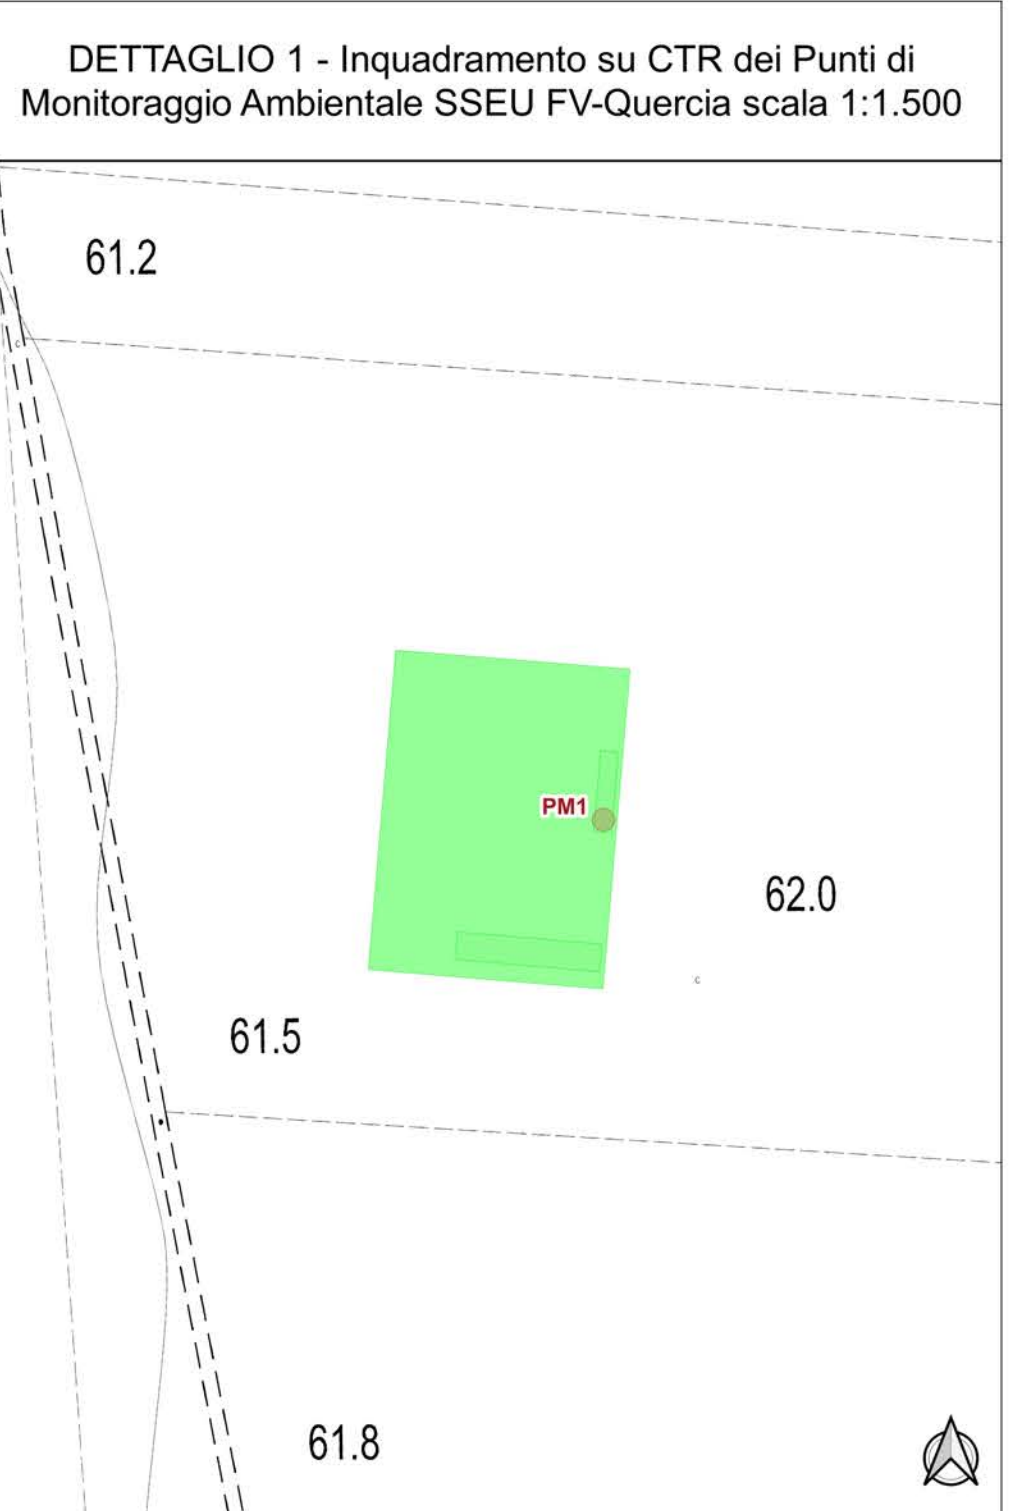 DETTAGLIO 1 - Inquadramento su CTR dei Punti di
Monitoraggio Ambientale SSEU FV-Quercia scala 1:1.500
61.2
c
PM1
62.0
c
61.5
61.8